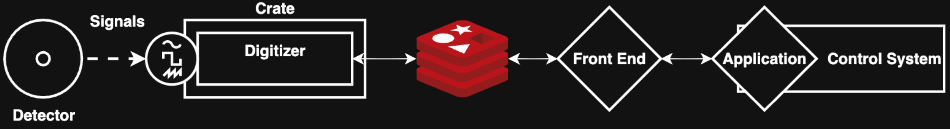 Signals
Crate
Digitizer
Front End
Application
Control System
Detector